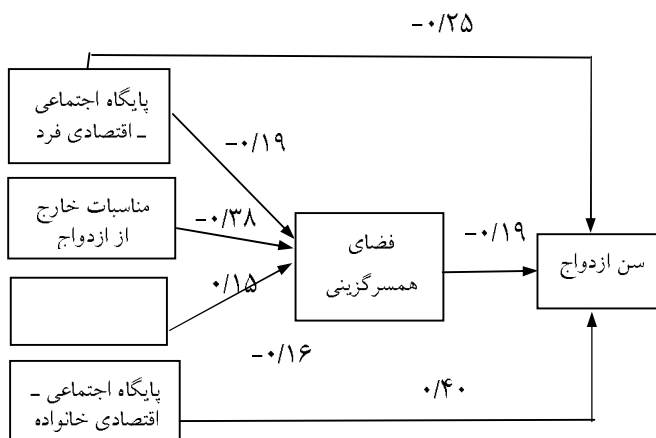 -۰/۲۵
پایگاه اجتماعی
ـ اقتصادی فرد
-۰/۱۹
مناسبات خارج
از ازدواج
-۰/۳۸
فضای
همسرگزینی
-۰/۱۹
سن ازدواج
۰/۱۵
-۰/۱۶
پایگاه اجتماعی ـ
اقتصادی خانواده
۰/۴۰